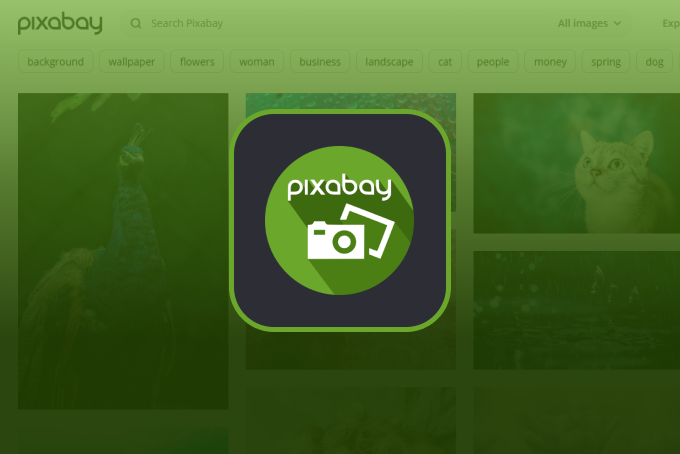 pixabay Search Pixabay All images Exp
background wallpaper flowers woman business landscape cat people money spring dog
pixabay